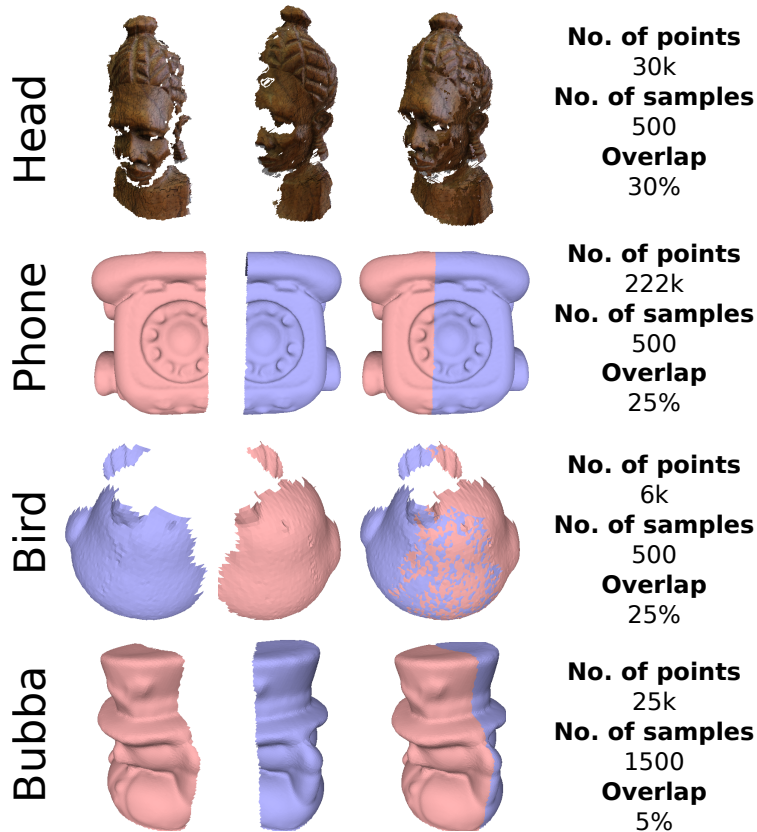 Head
No. of points
30k
No. of samples
500
Overlap
30%
Phone
No. of points
222k
No. of samples
500
Overlap
25%
Bird
No. of points
6k
No. of samples
500
Overlap
25%
Bubba
No. of points
25k
No. of samples
1500
Overlap
5%